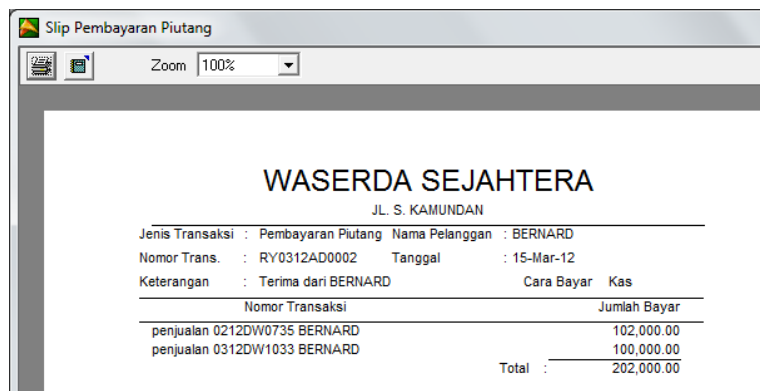 Slip Pembayaran Piutang
Zoom 100%
WASERDA SEJAHTERA
JL. S. KAMUNDAN
Jenis Transaksi : Pembayaran Piutang Nama Pelanggan : BERNARD
Nomor Trans. : RY0312AD0002 Tanggal : 15-Mar-12
Keterangan : Terima dari BERNARD Cara Bayar Kas
Nomor Transaksi Jumlah Bayar
penjualan 0212DW0735 BERNARD 102,000.00
penjualan 0312DW1033 BERNARD 100,000.00
Total : 202,000.00